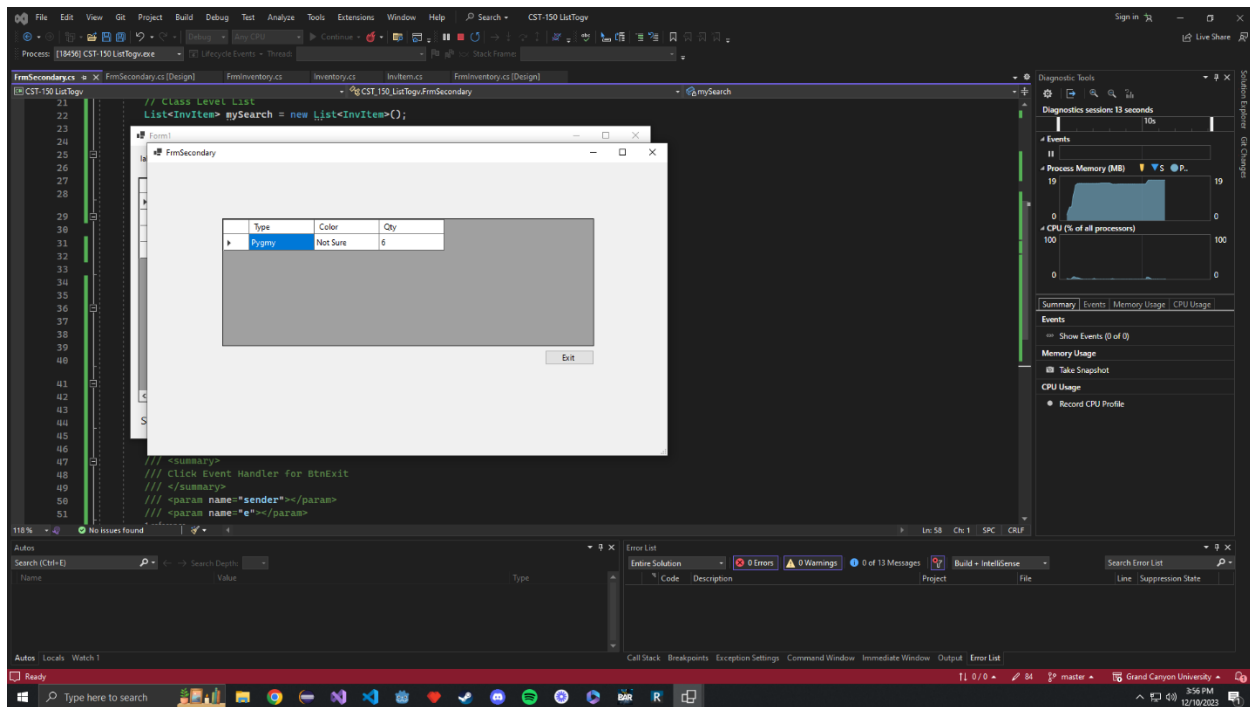 File Edit View Git Project Build Debug Test Analyze Tools Extensions Window Help Search CST-150 ListTogv Sign in
Debug Any CPU Continue Live Share
Process: [18456] CST-150 ListTogv.exe Lifecycle Events Thread: Stack Frame:
FrmSecondary.cs FrmSecondary.cs [Design] FrmInventory.cs Inventory.cs InvItem.cs FrmInventory.cs [Design]
CST-150 ListTogv CST_150_ListTogv.FrmSecondary mySearch
21 // Class Level List
22 List<InvItem> mySearch = new List<InvItem>();
23
24
25
26
27
28
29
30
31
32
33
34
35
36
37
38
39
40
41
42
43
44
45
46
47 /// <summary>
48 /// Click Event Handler for BtnExit
49 /// </summary>
50 /// <param name="sender"></param>
51 /// <param name="e"></param>
Form1
la
S
FrmSecondary
Type Color Qty
Pygmy Not Sure 6
Exit
118 % No issues found Ln: 58 Ch: 1 SPC CRLF
Diagnostic Tools
Diagnostics session: 13 seconds
10s
Events
Process Memory (MB) S P...
19 19
0 0
CPU (% of all processors)
100 100
0 0
Summary Events Memory Usage CPU Usage
Events
Show Events (0 of 0)
Memory Usage
Take Snapshot
CPU Usage
Record CPU Profile
Solution Explorer
Git Changes
Autos
Search (Ctrl+E) Search Depth:
Name Value Type
Autos Locals Watch 1
Error List
Entire Solution 0 Errors 0 Warnings 0 of 13 Messages Build + IntelliSense Search Error List
Code Description Project File Line Suppression State
Call Stack Breakpoints Exception Settings Command Window Immediate Window Output Error List
Ready 0 / 0 84 master Grand Canyon University
Type here to search BAR R 3:56 PM
12/10/2023